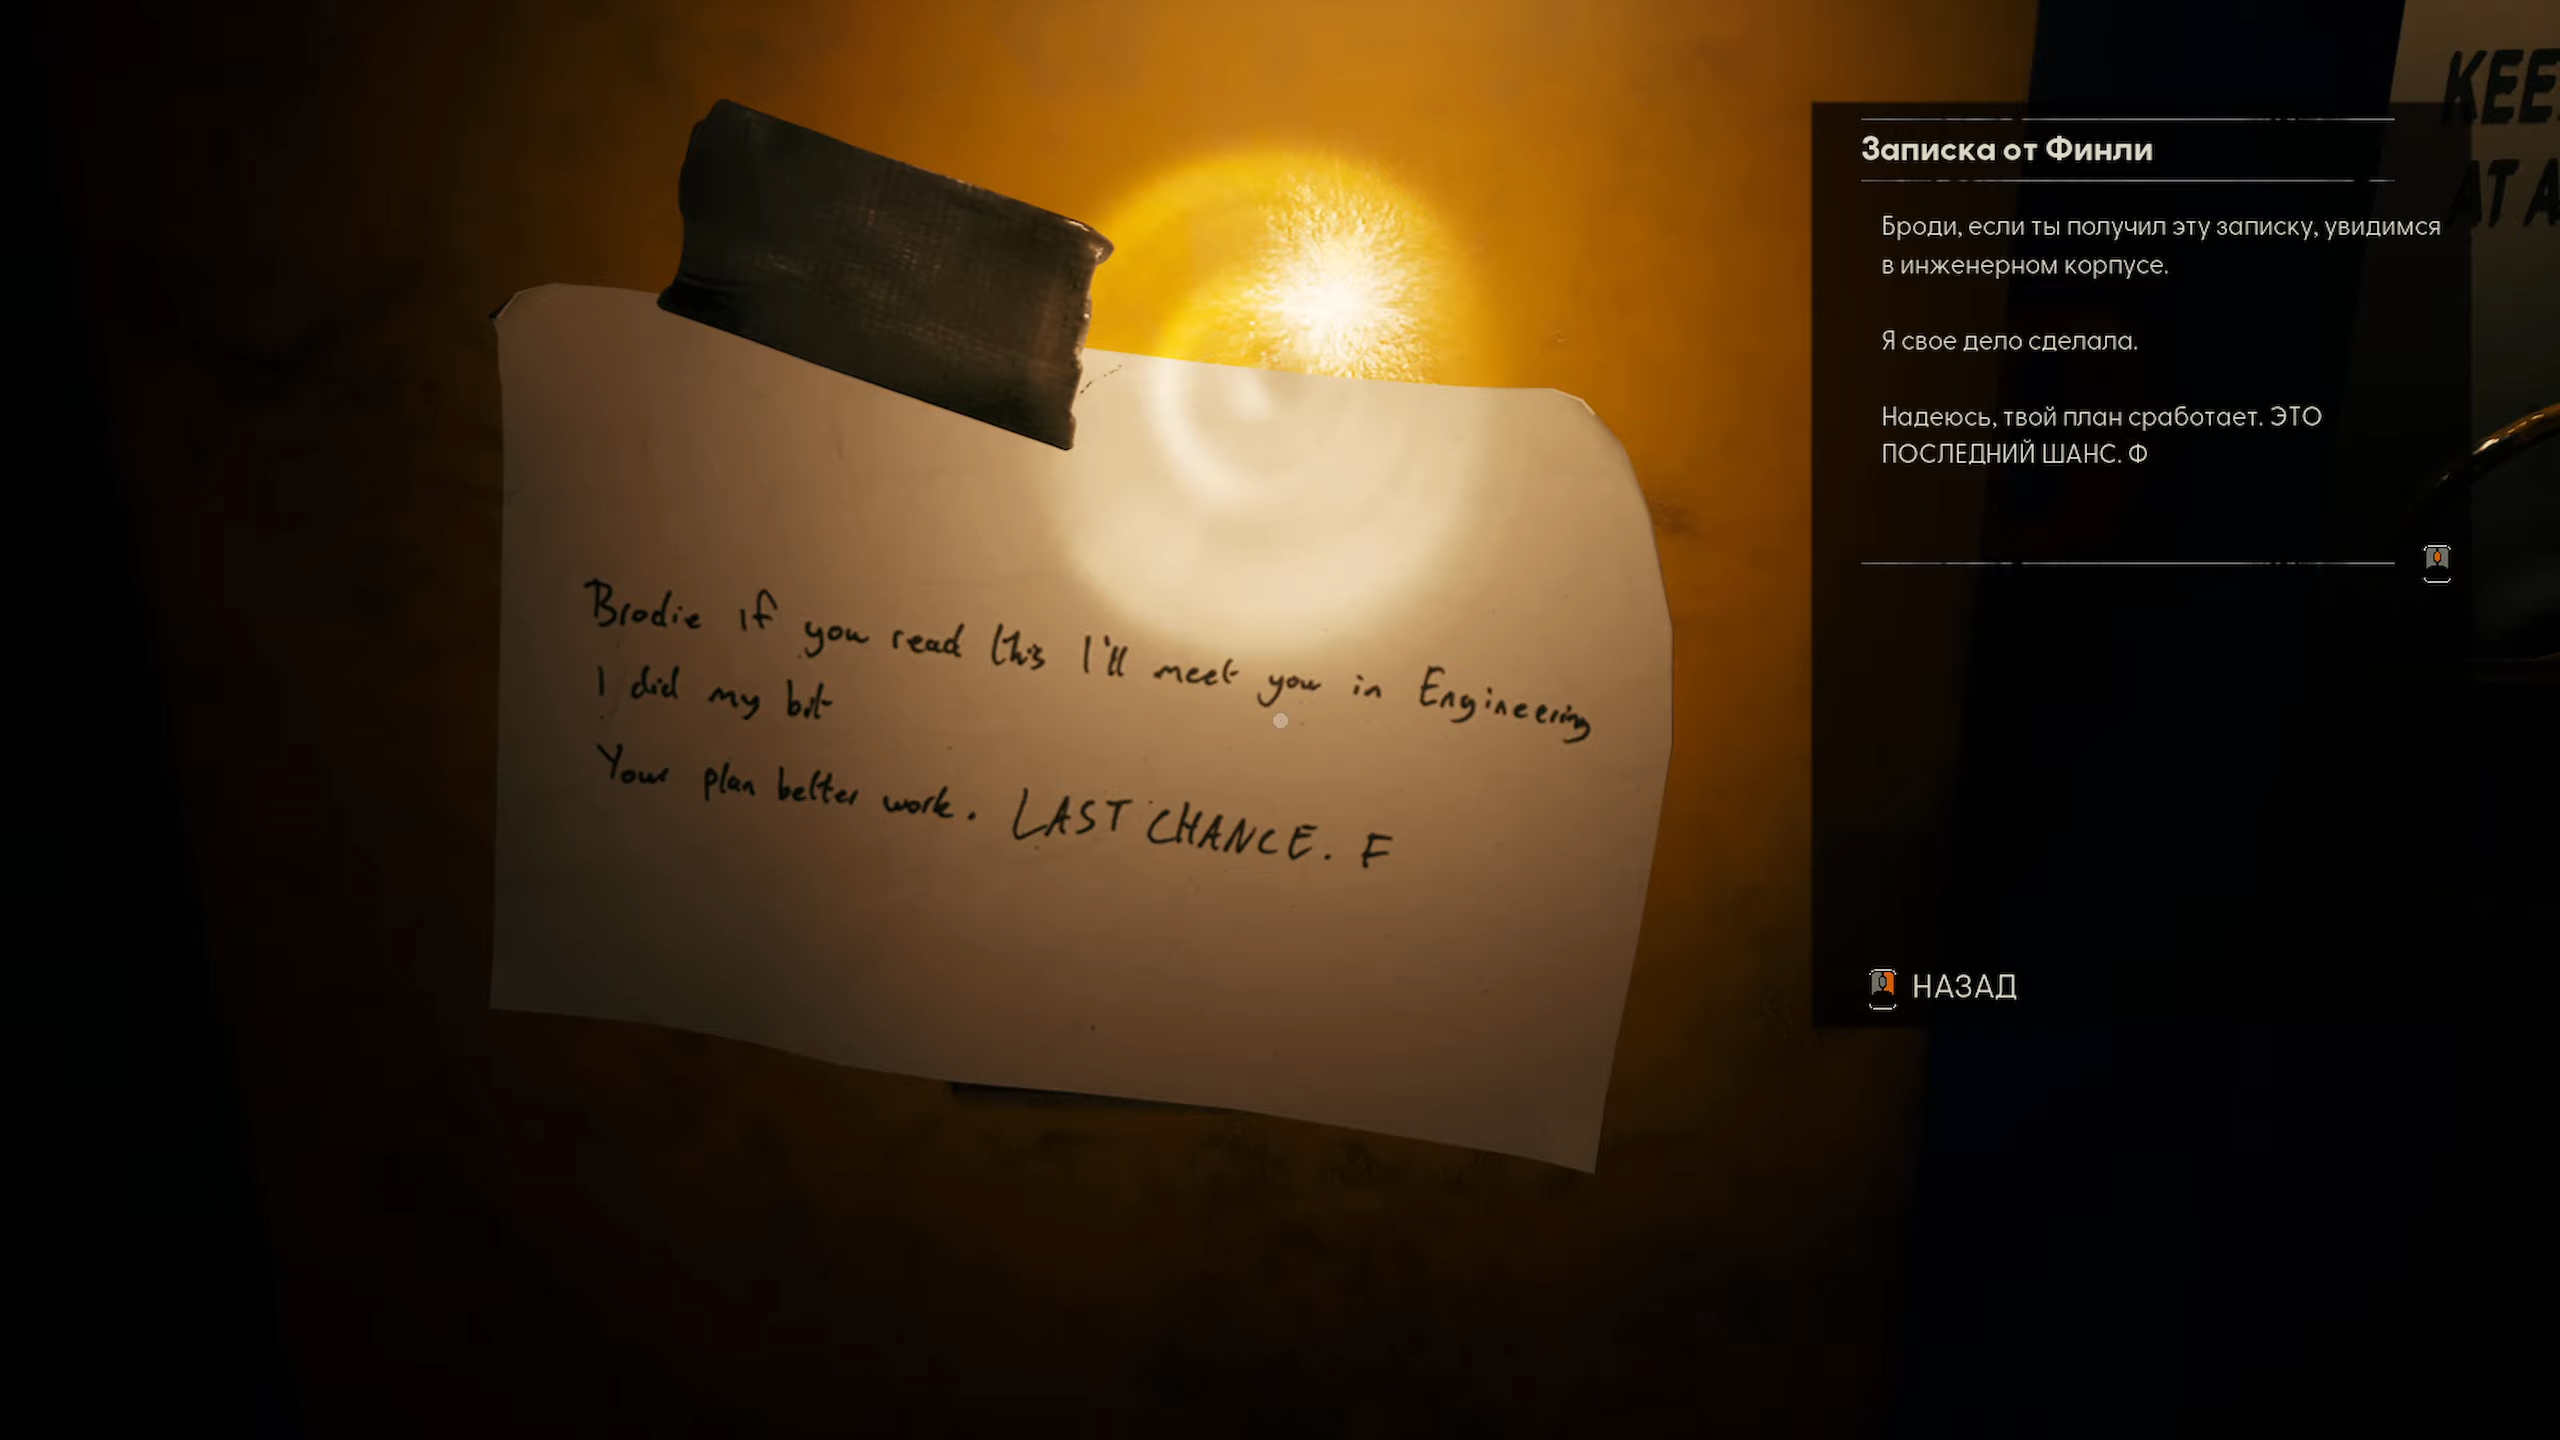 Brodie if you read this I'll meet you in Engineering
I did my bit
Your plan better work. LAST CHANCE. F
Записка от Финли
Броди, если ты получил эту записку, увидимся
в инженерном корпусе.
Я свое дело сделала.
Надеюсь, твой план сработает. ЭТО
ПОСЛЕДНИЙ ШАНС. Ф
НАЗАД
AT A